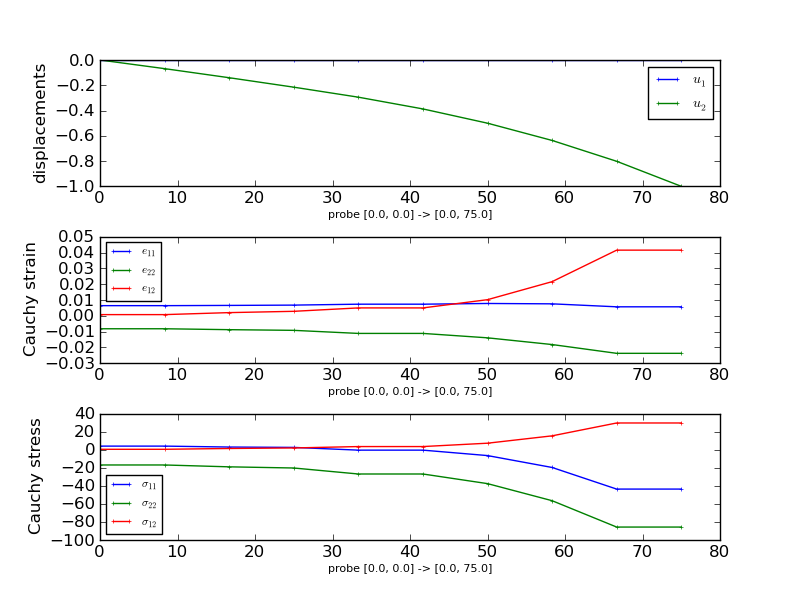 displacements
0.0
−0.2
−0.4
−0.6
−0.8
−1.0
u1
u2
0 10 20 30 40 50 60 70 80
probe [0.0, 0.0] -> [0.0, 75.0]
Cauchy strain
0.05
0.04
0.03
0.02
0.01
0.00
−0.01
−0.02
−0.03
e11
e22
e12
0 10 20 30 40 50 60 70 80
probe [0.0, 0.0] -> [0.0, 75.0]
Cauchy stress
40
20
0
−20
−40
−60
−80
−100
σ11
σ22
σ12
0 10 20 30 40 50 60 70 80
probe [0.0, 0.0] -> [0.0, 75.0]